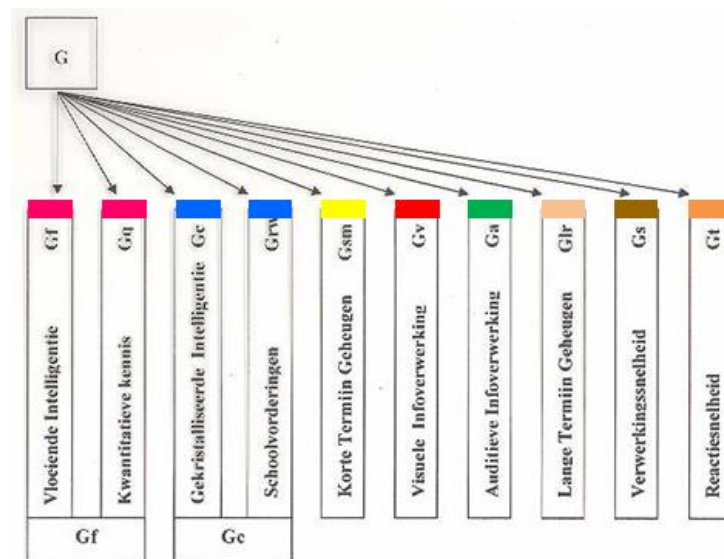 G
Gf
Gq
Gc
Grw
Gsm
Gv
Ga
Glr
Gs
Gt
Vloeiende Intelligentie
Kwantitatieve kennis
Gekristalliseerde Intelligentie
Schoolvorderingen
Korte Termijn Geheugen
Visuele Infoverwerking
Auditieve Infoverwerking
Lange Termijn Geheugen
Verwerkingssnelheid
Reactiesnelheid
Gf
Gc